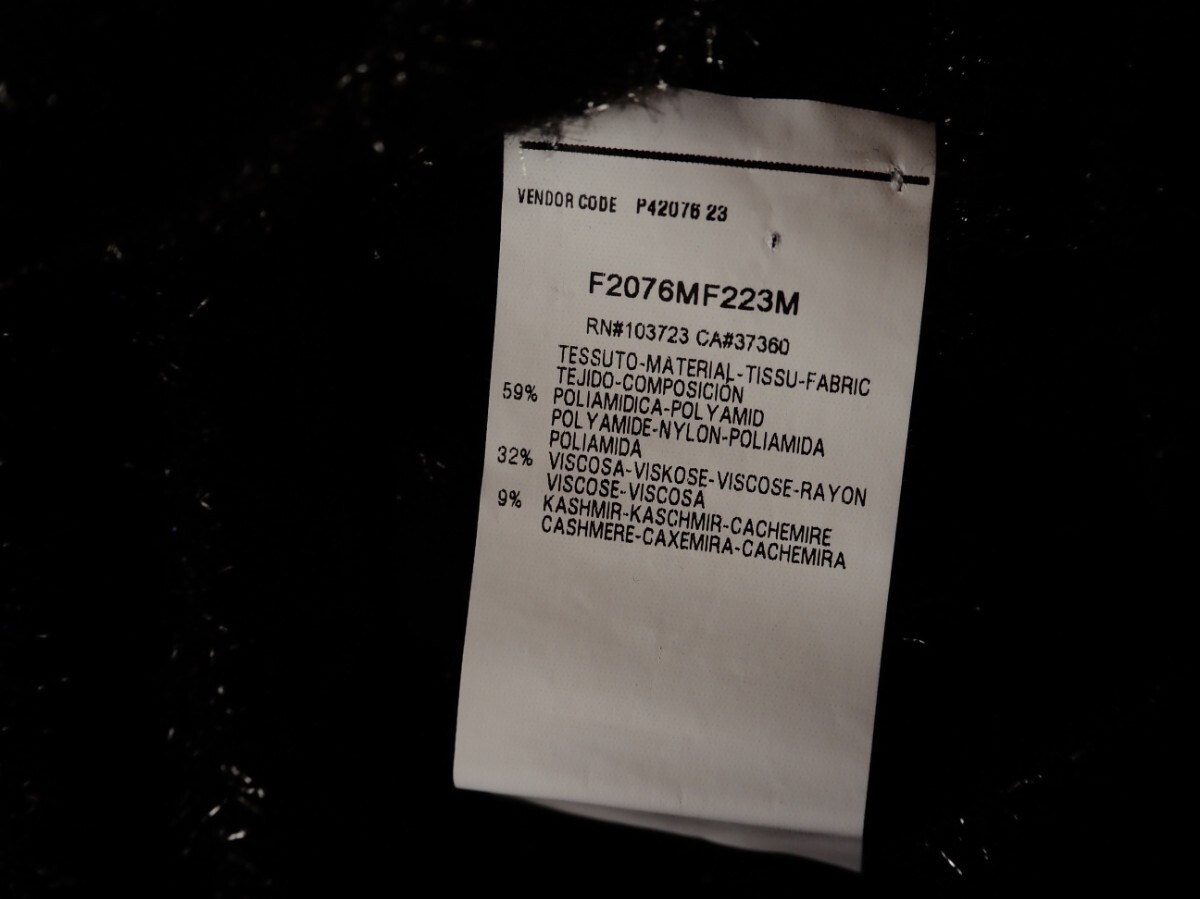 VENDOR CODE P42076 23
F2076MF223M
RN#103723 CA#37360
TESSUTO-MATERIAL-TISSU-FABRIC
TEJIDO-COMPOSICIÓN
59% POLIAMIDICA-POLYAMID
POLYAMIDE-NYLON-POLIAMIDA
POLIAMIDA
32% VISCOSA-VISKOSE-VISCOSE-RAYON
VISCOSE-VISCOSA
9% KASHMIR-KASCHMIR-CACHEMIRE
CASHMERE-CAXEMIRA-CACHEMIRA